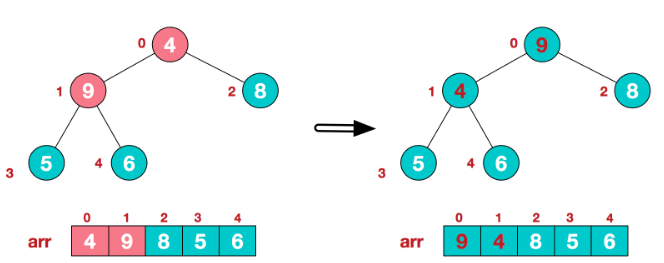 0 4
1 9 2 8
3 5 4 6
0 1 2 3 4
arr 4 9 8 5 6
0 9
1 4 2 8
3 5 4 6
0 1 2 3 4
arr 9 4 8 5 6